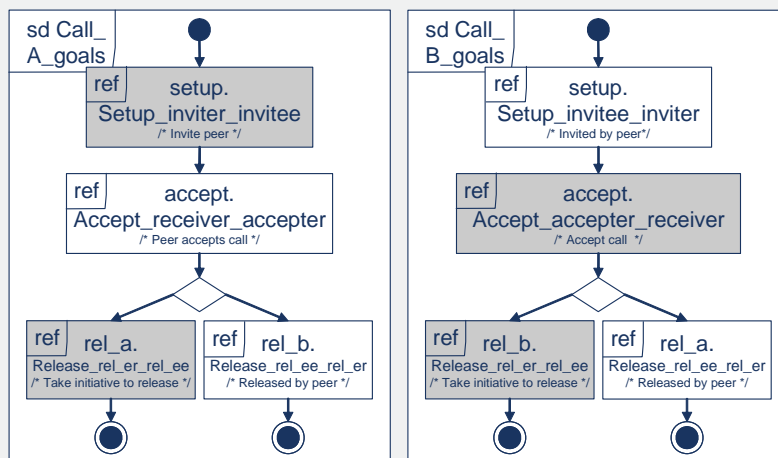 sd Call_
A_goals
ref
setup.
Setup_inviter_invitee
/* Invite peer */
ref
accept.
Accept_receiver_accepter
/* Peer accepts call */
ref
rel_a.
Release_rel_er_rel_ee
/* Take initiative to release */
ref
rel_b.
Release_rel_ee_rel_er
/* Released by peer */
sd Call_
B_goals
ref
setup.
Setup_invitee_inviter
/* Invited by peer*/
ref
accept.
Accept_accepter_receiver
/* Accept call */
ref
rel_b.
Release_rel_er_rel_ee
/* Take initiative to release */
ref
rel_a.
Release_rel_ee_rel_er
/* Released by peer */